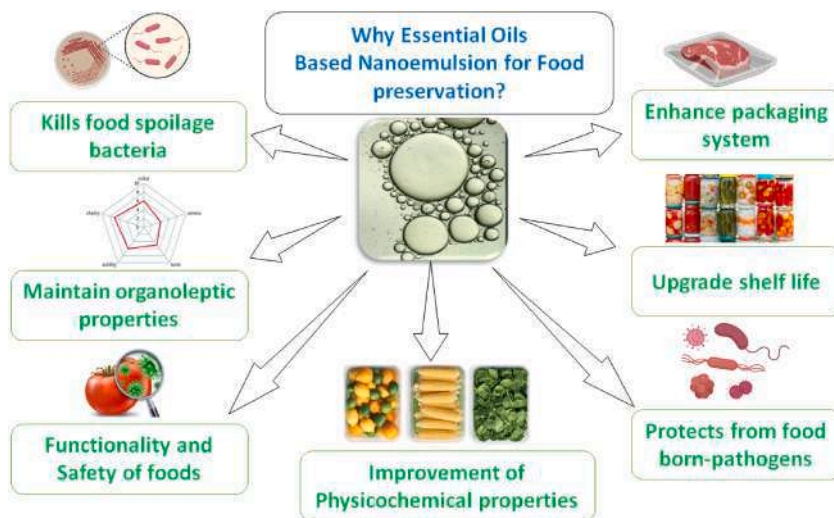 Why Essential Oils
Based Nanoemulsion for Food
preservation?
Kills food spoilage
bacteria
Enhance packaging
system
Maintain organoleptic
properties
Upgrade shelf life
Functionality and
Safety of foods
Improvement of
Physicochemical properties
Protects from food
born-pathogens